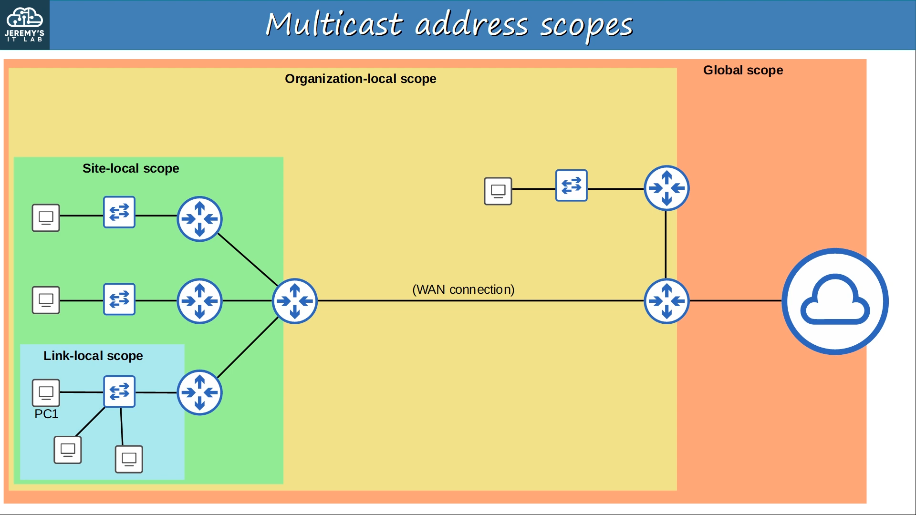 JEREMY'S
IT LAB
Multicast address scopes
Global scope
Organization-local scope
Site-local scope
(WAN connection)
Link-local scope
PC1